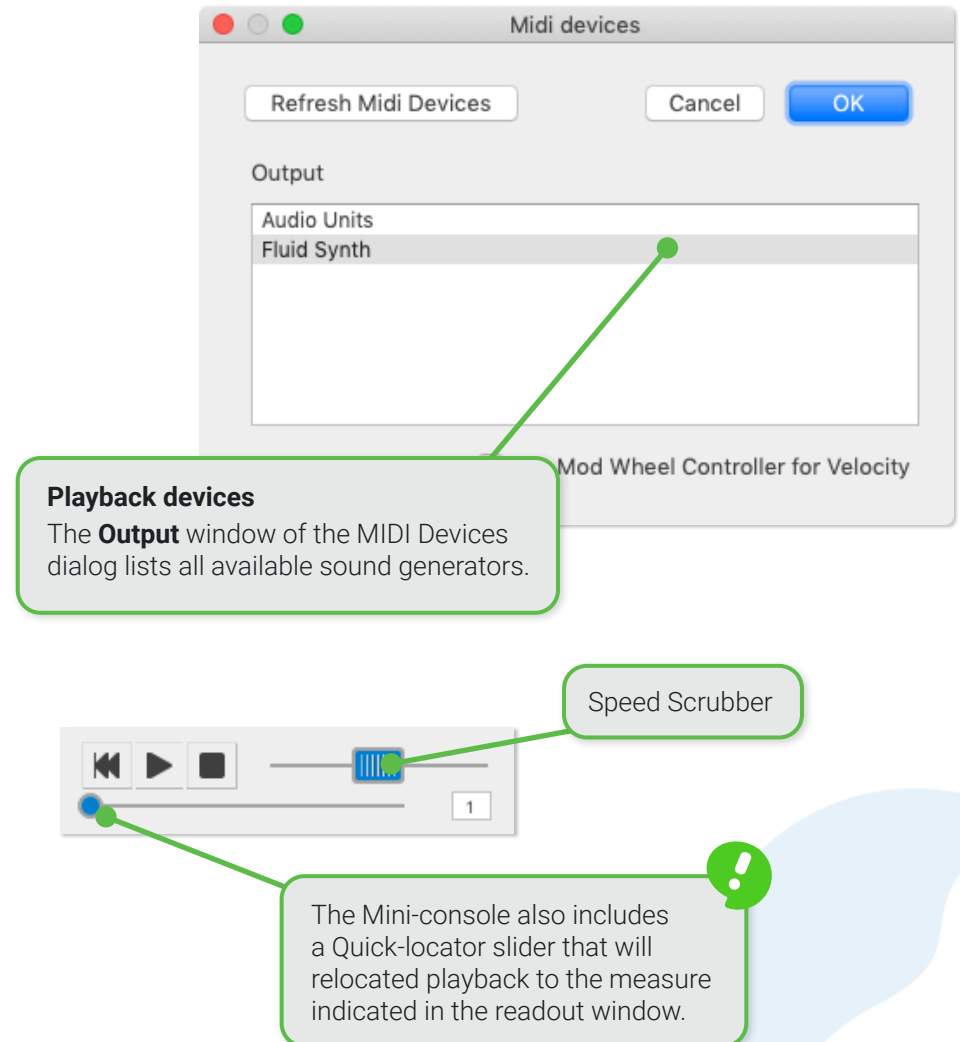 Midi devices
Refresh Midi Devices
Cancel
OK
Output
Audio Units
Fluid Synth
Mod Wheel Controller for Velocity
Playback devices
The Output window of the MIDI Devices
dialog lists all available sound generators.
Speed Scrubber
1
The Mini-console also includes
a Quick-locator slider that will
relocated playback to the measure
indicated in the readout window.